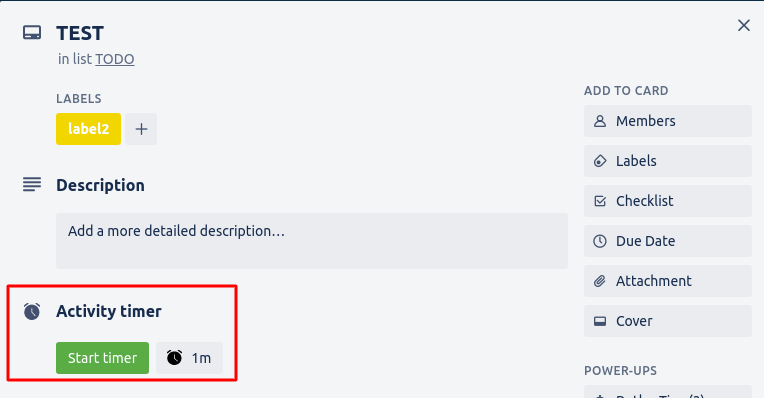 TEST
in list TODO
LABELS
label2
Description
Add a more detailed description…
Activity timer
Start timer
1m
ADD TO CARD
Members
Labels
Checklist
Due Date
Attachment
Cover
POWER-UPS